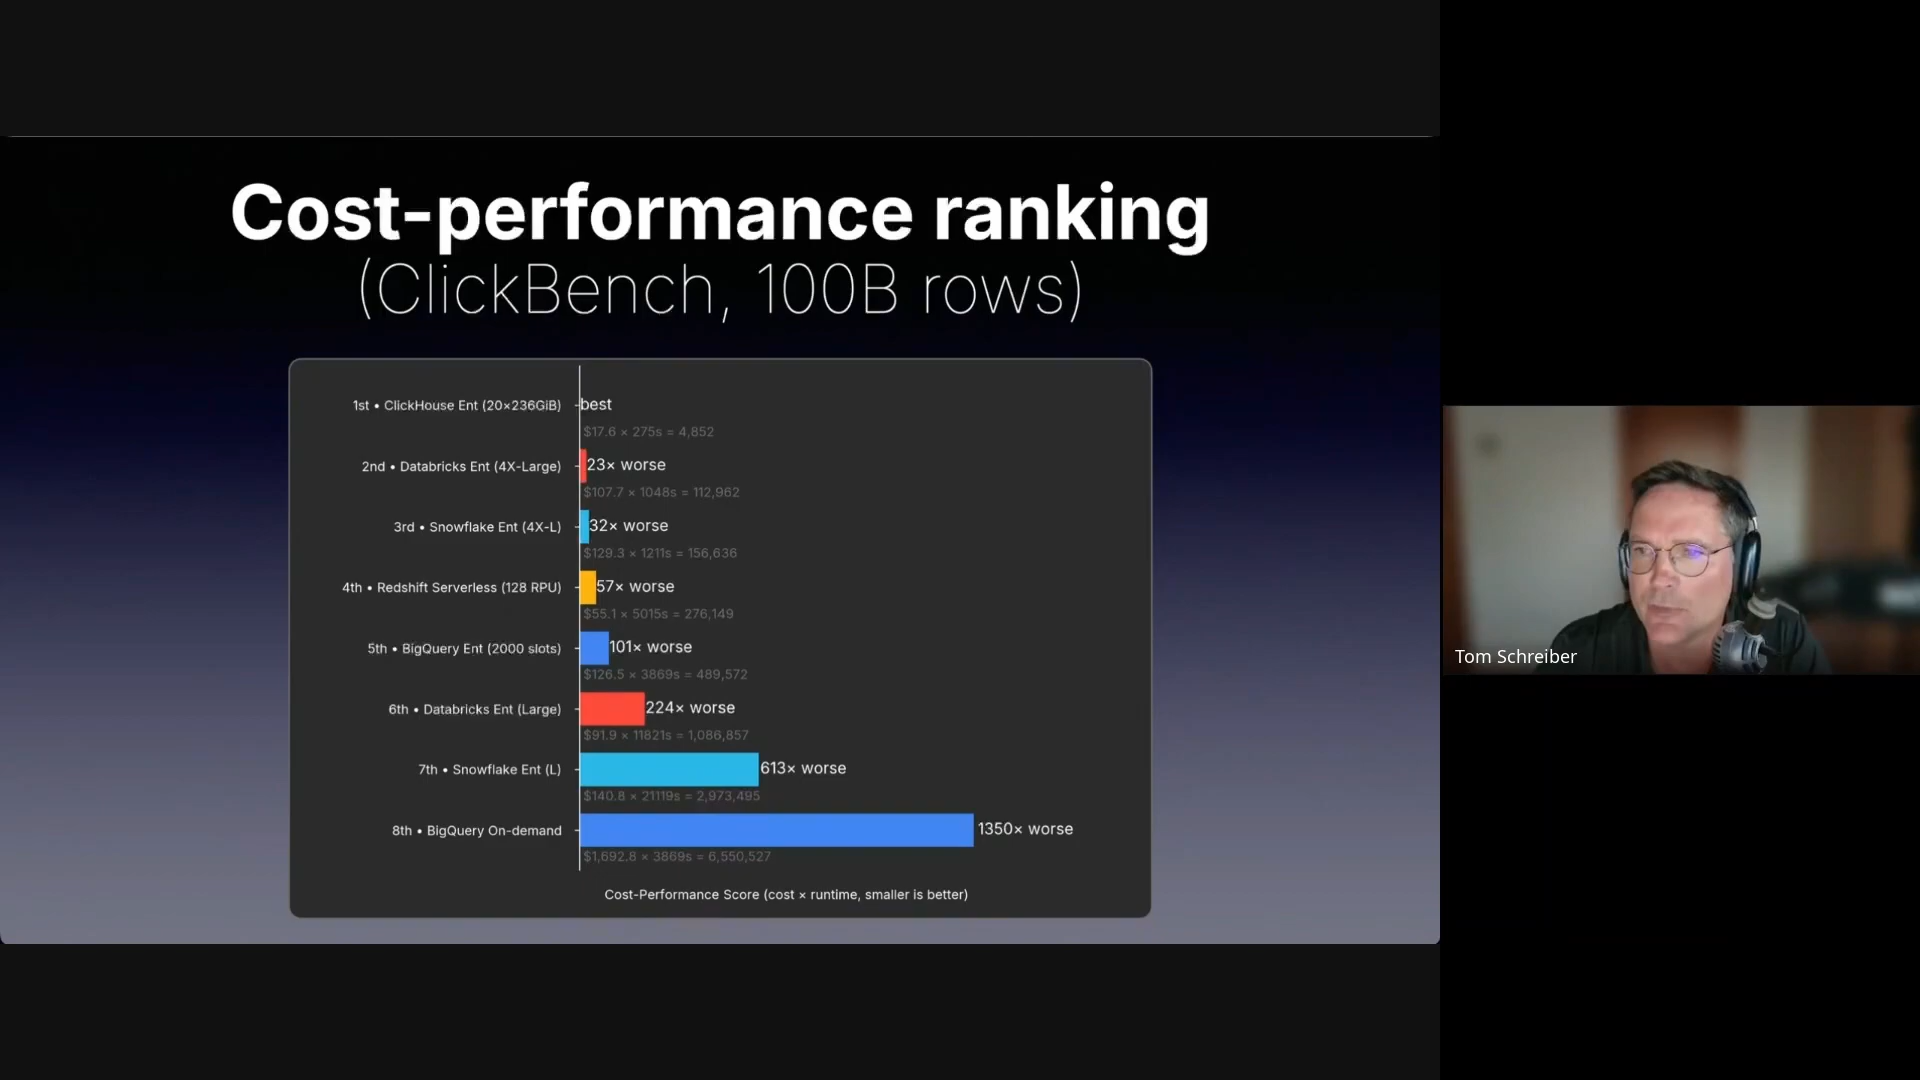 Cost-performance ranking
(ClickBench, 100B rows)
1st • ClickHouse Ent (20×236GiB)
best
$17.6 × 275s = 4,852
2nd • Databricks Ent (4X-Large)
23× worse
$107.7 × 1048s = 112,962
3rd • Snowflake Ent (4X-L)
32× worse
$129.3 × 1211s = 156,636
4th • Redshift Serverless (128 RPU)
57× worse
$55.1 × 5015s = 276,149
5th • BigQuery Ent (2000 slots)
101× worse
$126.5 × 3869s = 489,572
6th • Databricks Ent (Large)
224× worse
$91.9 × 11821s = 1,086,857
7th • Snowflake Ent (L)
613× worse
$140.8 × 21119s = 2,973,495
8th • BigQuery On-demand
1350× worse
$1,692.8 × 3869s = 6,550,527
Cost-Performance Score (cost × runtime, smaller is better)
Tom Schreiber